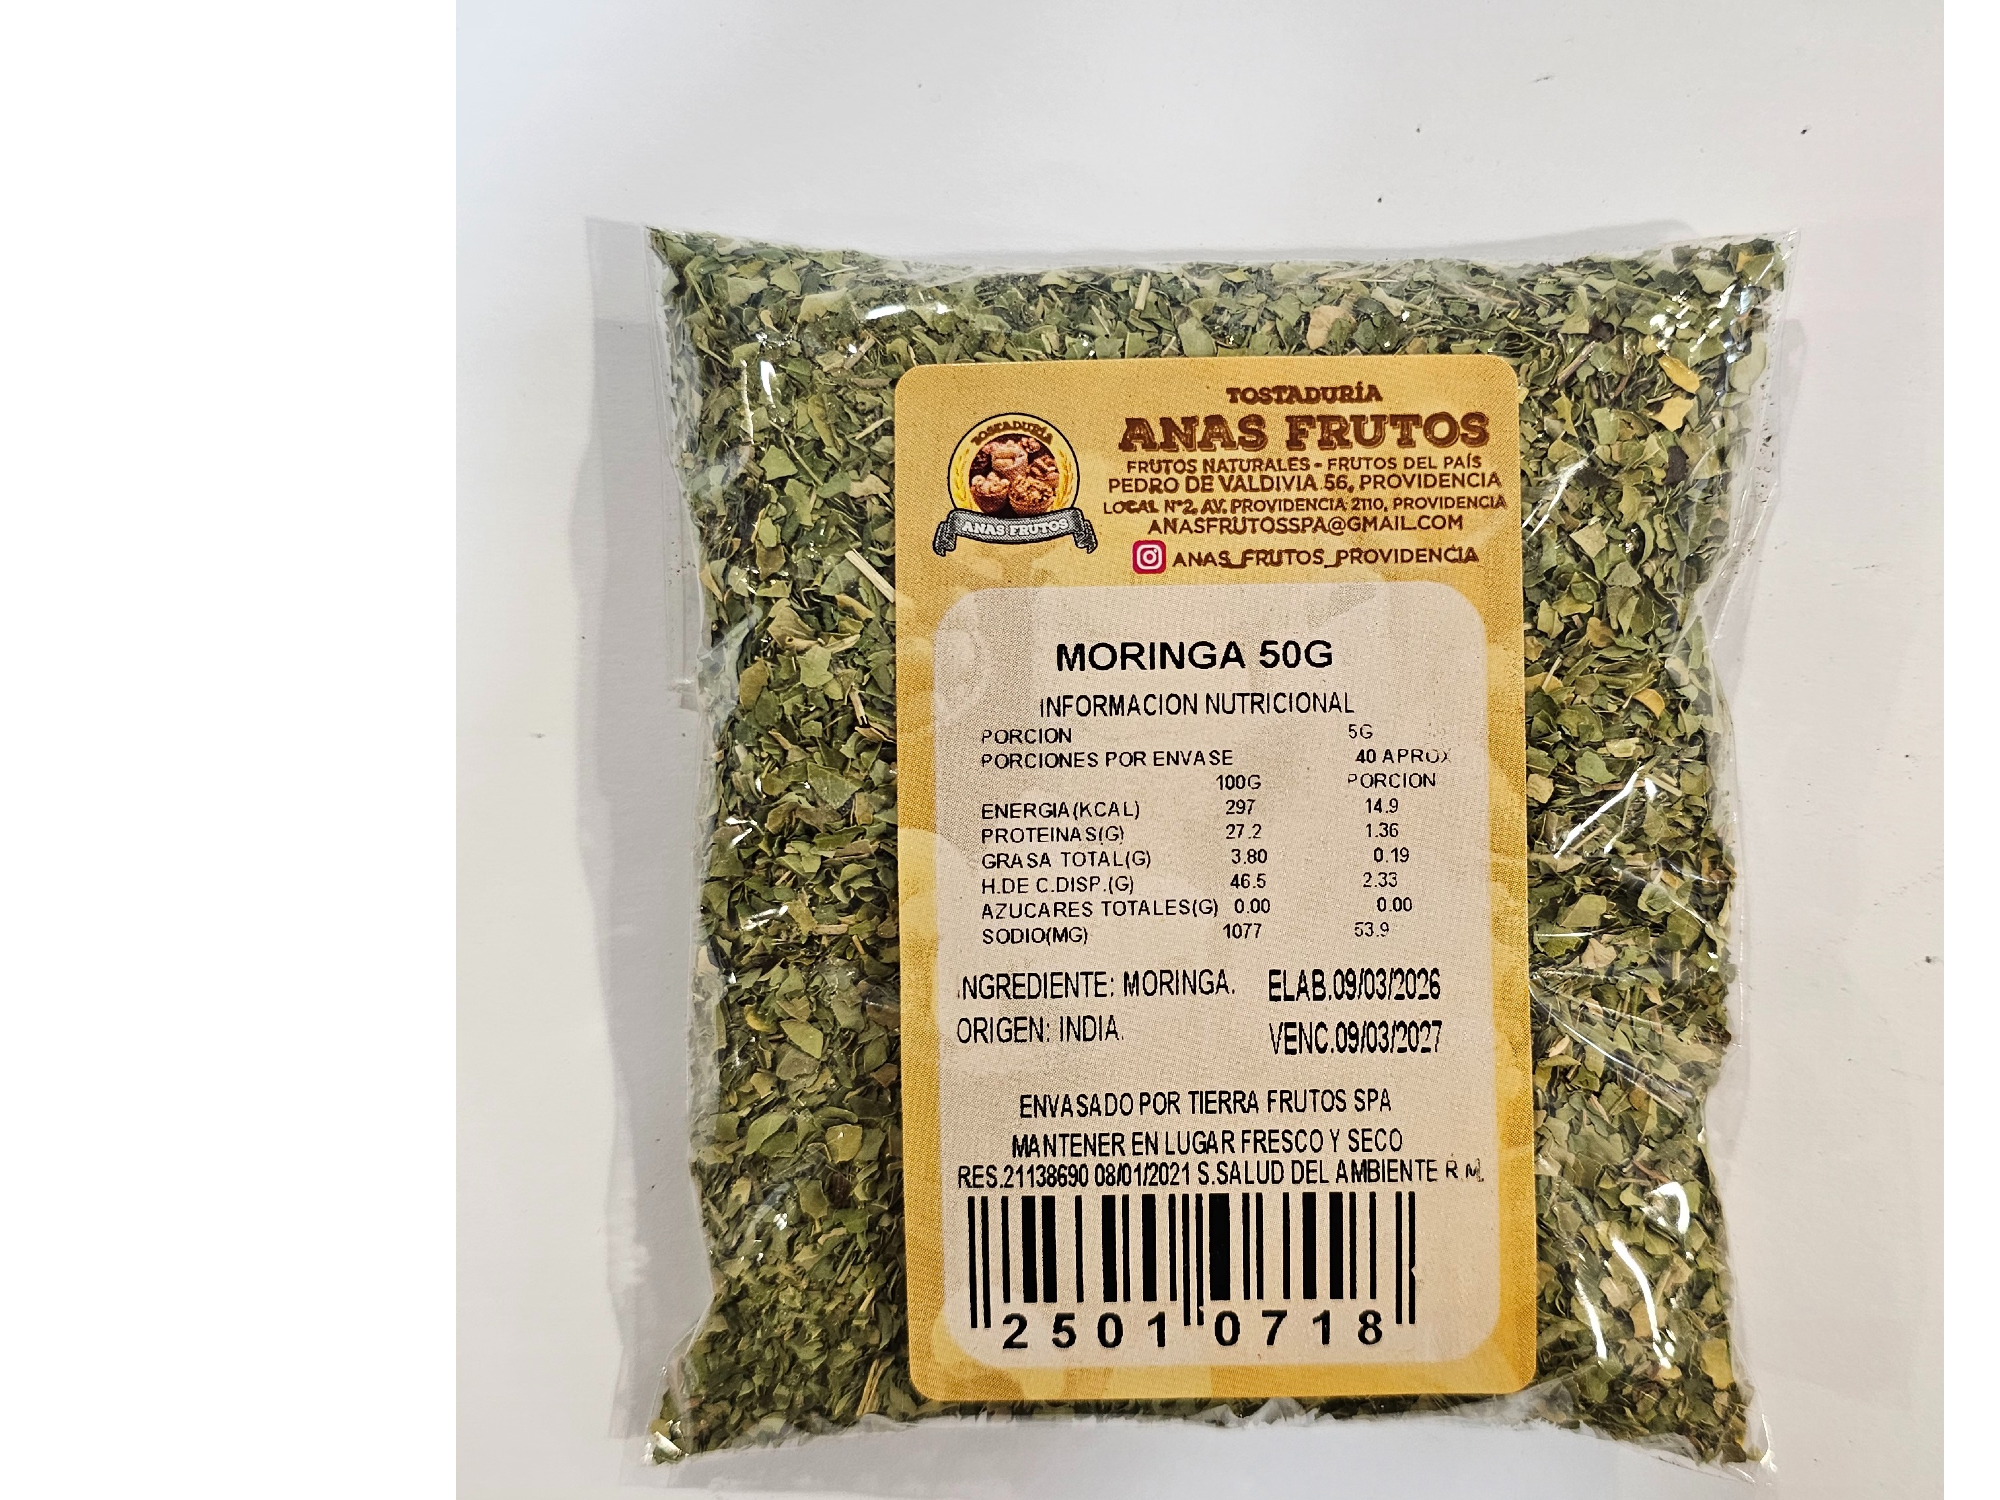 TOSTADURÍA
ANAS FRUTOS
TOSTADURÍA
ANAS FRUTOS
FRUTOS NATURALES - FRUTOS DEL PAÍS
PEDRO DE VALDIVIA 56, PROVIDENCIA
LOCAL N°2, AV. PROVIDENCIA 2110, PROVIDENCIA
ANASFRUTOSSPA@GMAIL.COM
ANAS_FRUTOS_PROVIDENCIA
MORINGA 50G
INFORMACION NUTRICIONAL
PORCION 5G
PORCIONES POR ENVASE 40 APROX
100G PORCION
ENERGIA(KCAL) 297 14.9
PROTEINAS(G) 27.2 1.36
GRASA TOTAL(G) 3.80 0.19
H.DE C.DISP.(G) 46.5 2.33
AZUCARES TOTALES(G) 0.00 0.00
SODIO(MG) 1077 53.9
INGREDIENTE: MORINGA. ELAB.09/03/2026
ORIGEN: INDIA. VENC.09/03/2027
ENVASADO POR TIERRA FRUTOS SPA
MANTENER EN LUGAR FRESCO Y SECO
RES.21138690 08/01/2021 S.SALUD DEL AMBIENTE R.M.
2501 0718